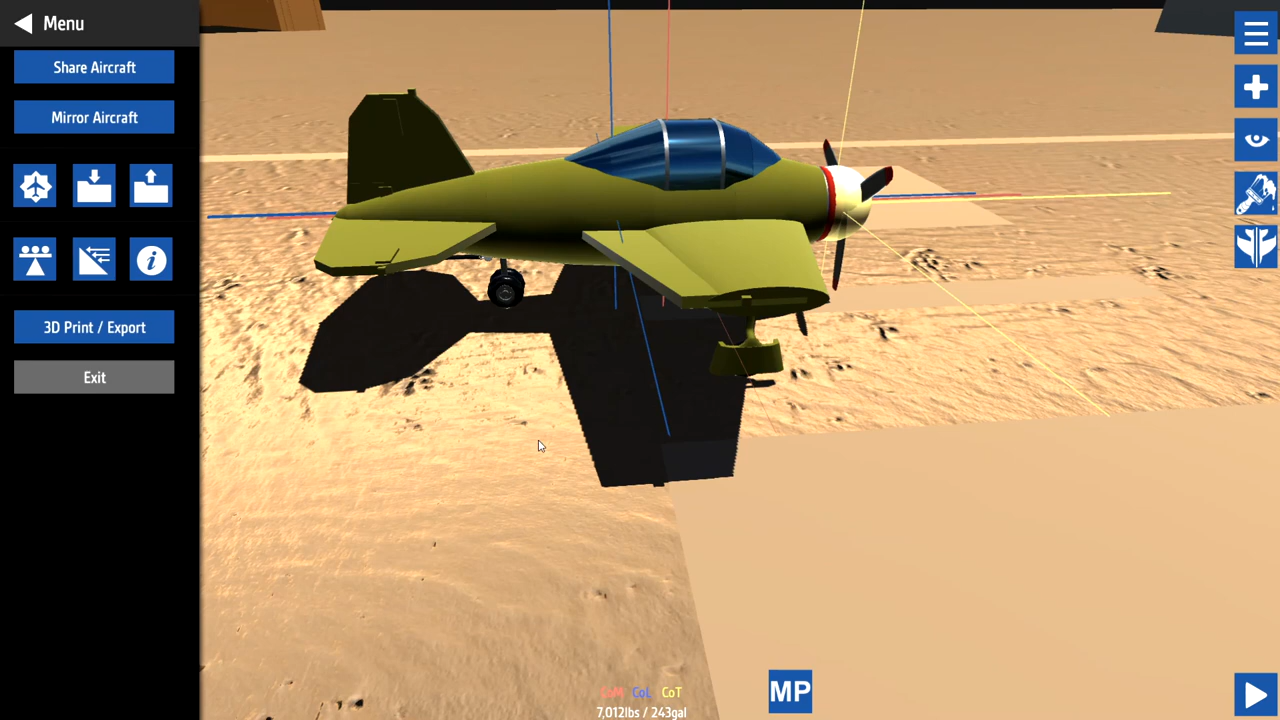 Menu
Share Aircraft
Mirror Aircraft
3D Print / Export
Exit
CoM CoL CoT
7,012lbs / 243gal
MP